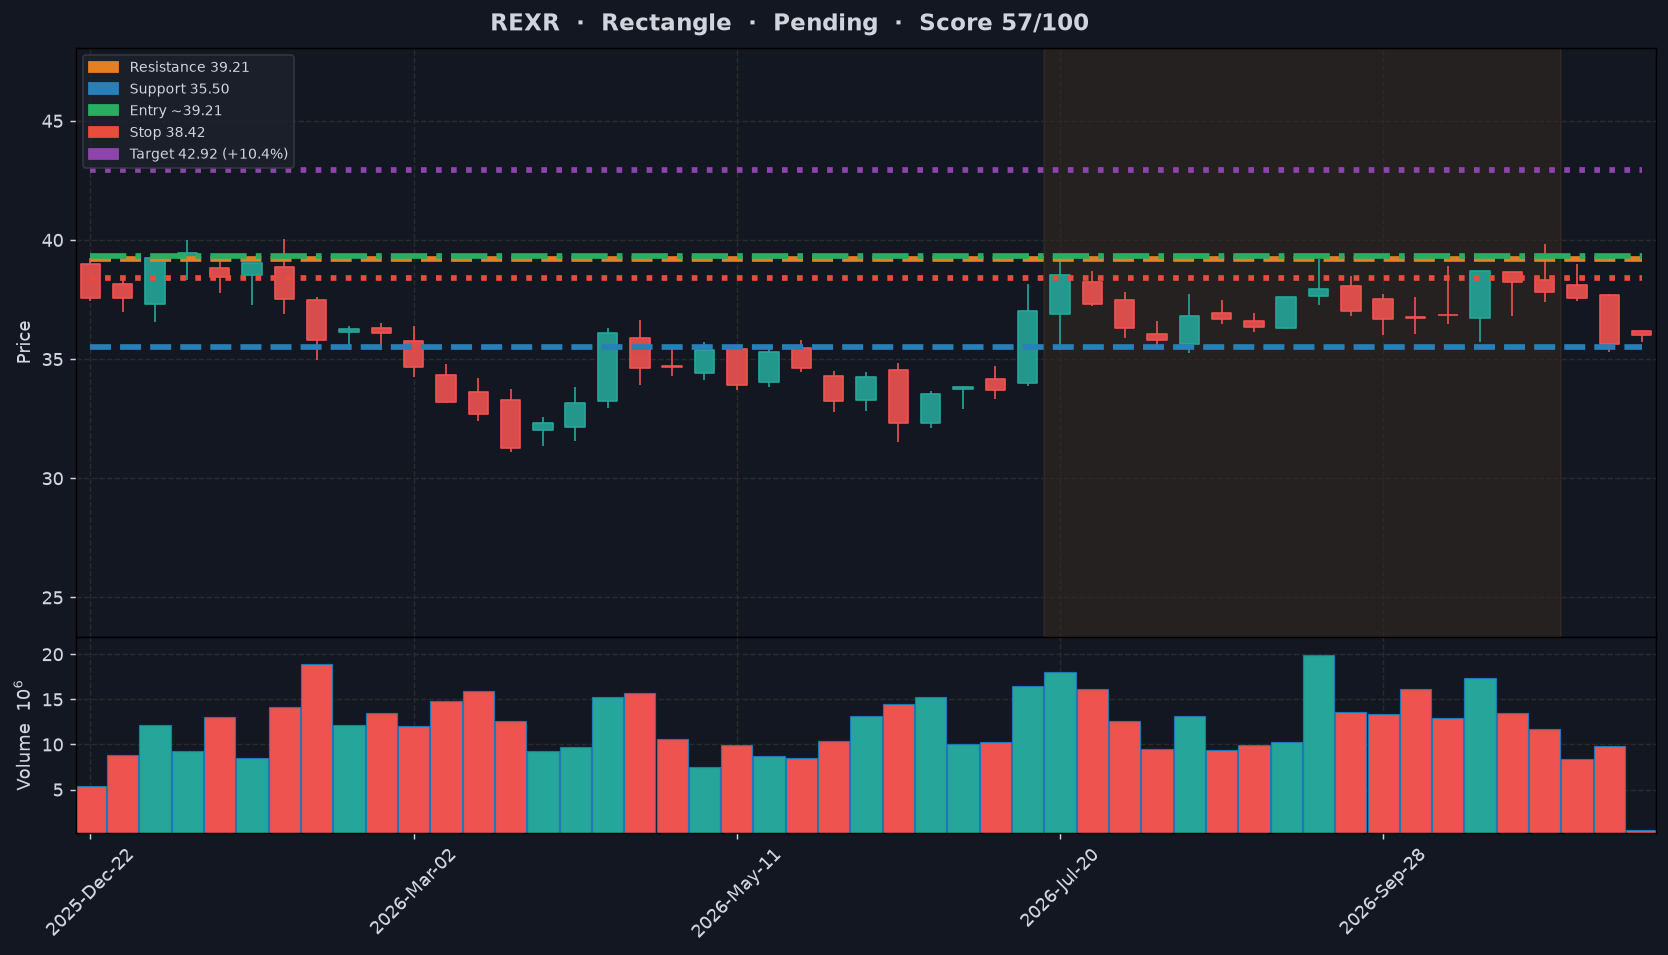 REXR · Rectangle · Pending · Score 57/100
Resistance 39.21
Support 35.50
Entry ~39.21
Stop 38.42
Target 42.92 (+10.4%)
45
40
35
30
25
Price
20
15
10
5
Volume 10⁶
2025-Dec-22
2026-Mar-02
2026-May-11
2026-Jul-20
2026-Sep-28